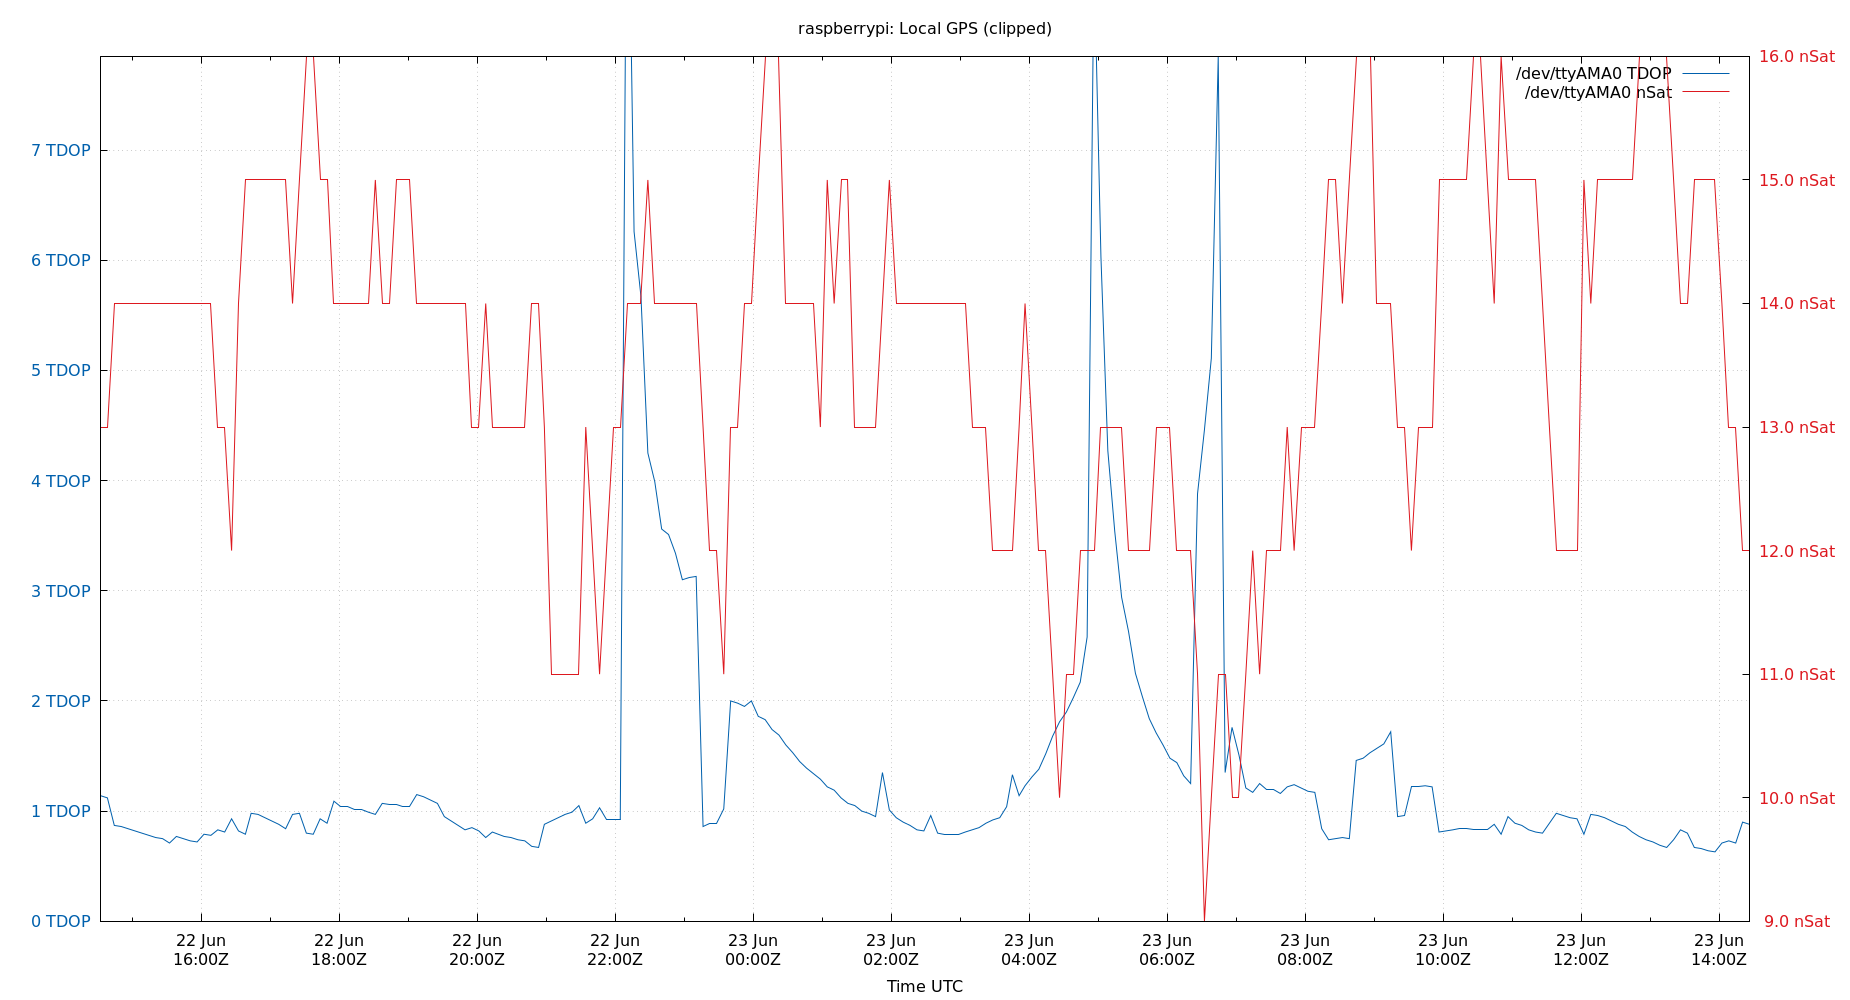 raspberrypi: Local GPS (clipped)
/dev/ttyAMA0 TDOP
/dev/ttyAMA0 nSat
7 TDOP
6 TDOP
5 TDOP
4 TDOP
3 TDOP
2 TDOP
1 TDOP
0 TDOP
16.0 nSat
15.0 nSat
14.0 nSat
13.0 nSat
12.0 nSat
11.0 nSat
10.0 nSat
9.0 nSat
22 Jun
16:00Z
22 Jun
18:00Z
22 Jun
20:00Z
22 Jun
22:00Z
23 Jun
00:00Z
23 Jun
02:00Z
23 Jun
04:00Z
23 Jun
06:00Z
23 Jun
08:00Z
23 Jun
10:00Z
23 Jun
12:00Z
23 Jun
14:00Z
Time UTC